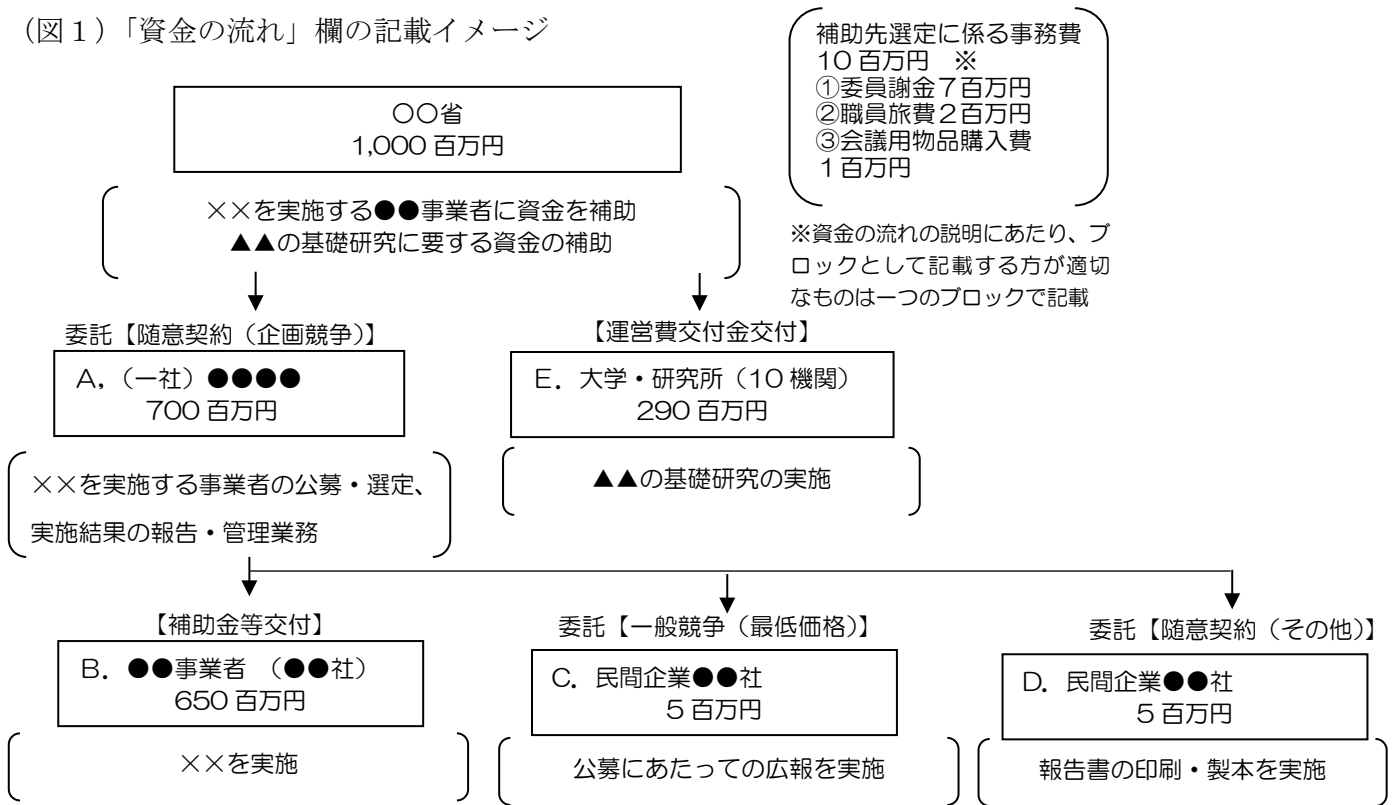 (図１)「資金の流れ」欄の記載イメージ
補助先選定に係る事務費
10百万円　※
①委員謝金７百万円
②職員旅費２百万円
③会議用物品購入費
１百万円
〇〇省
1,000百万円
××を実施する●●事業者に資金を補助
▲▲の基礎研究に要する資金の補助
※資金の流れの説明にあたり、ブ
ロックとして記載する方が適切
なものは一つのブロックで記載
委託【随意契約（企画競争）】
A，（一社）●●●●
700百万円
【運営費交付金交付】
E．大学・研究所（10機関）
290百万円
××を実施する事業者の公募・選定、
実施結果の報告・管理業務
▲▲の基礎研究の実施
【補助金等交付】
B．●●事業者　（●●社）
650百万円
××を実施
委託【一般競争（最低価格）】
C．民間企業●●社
５百万円
公募にあたっての広報を実施
委託【随意契約（その他）】
D．民間企業●●社
５百万円
報告書の印刷・製本を実施